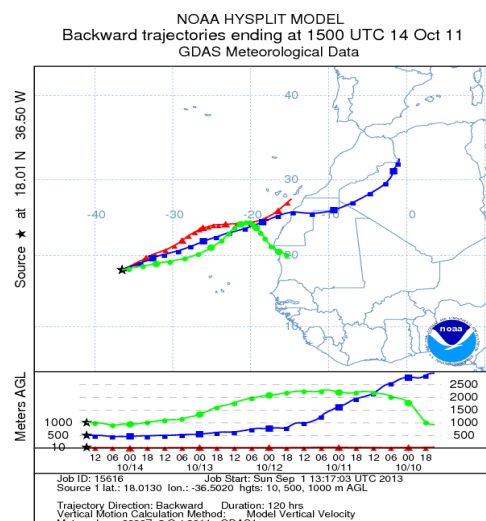 NOAA HYSPLIT MODEL
Backward trajectories ending at 1500 UTC 14 Oct 11
GDAS Meteorological Data
Source ★ at 18.01 N 36.50 W
40
30
-40 -30 -20 -10 0
20
10
noaa
Meters AGL
2500
2000
1500
1000 1000
500 500
10
12 06 00 18 12 06 00 18 12 06 00 18 12 06 00 18 12 06 00 18
10/14 10/13 10/12 10/11 10/10
Job ID: 15616 Job Start: Sun Sep 1 13:17:03 UTC 2013
Source 1 lat.: 18.0130 lon.: -36.5020 hgts: 10, 500, 1000 m AGL
Trajectory Direction: Backward Duration: 120 hrs
Vertical Motion Calculation Method: Model Vertical Velocity